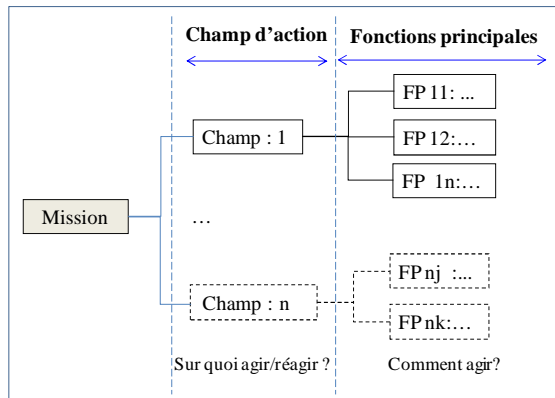 Champ d’action
Fonctions principales
FP 11: ...
Champ : 1
FP 12:…
FP 1n:…
Mission
…
FP nj :...
Champ : n
FP nk:…
Sur quoi agir/réagir ?
Comment agir?